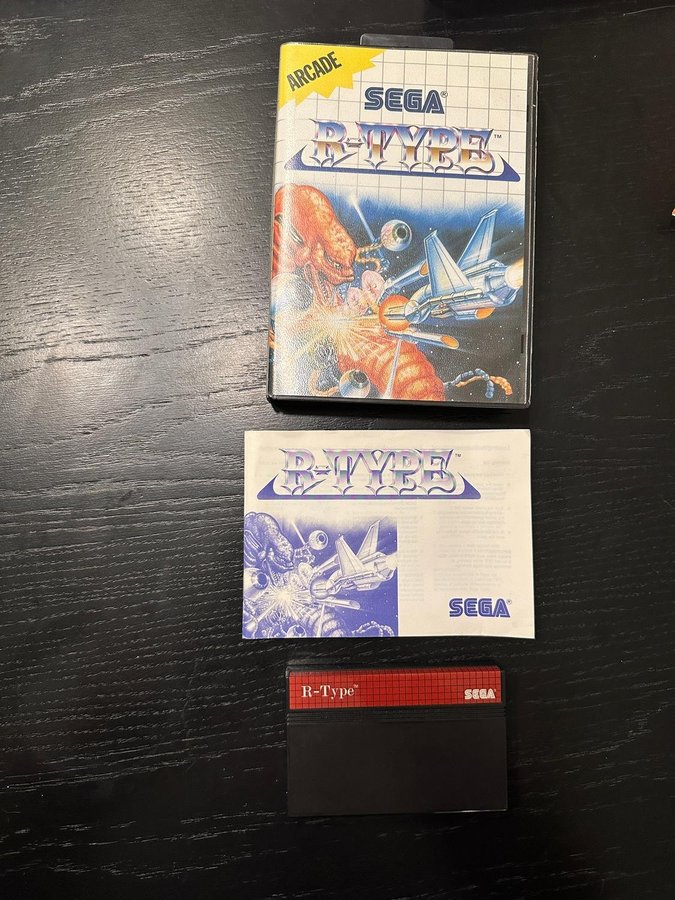 ARCADE
SEGA®
R-TYPE™
R-TYPE™
SEGA®
R-Type™
SEGA